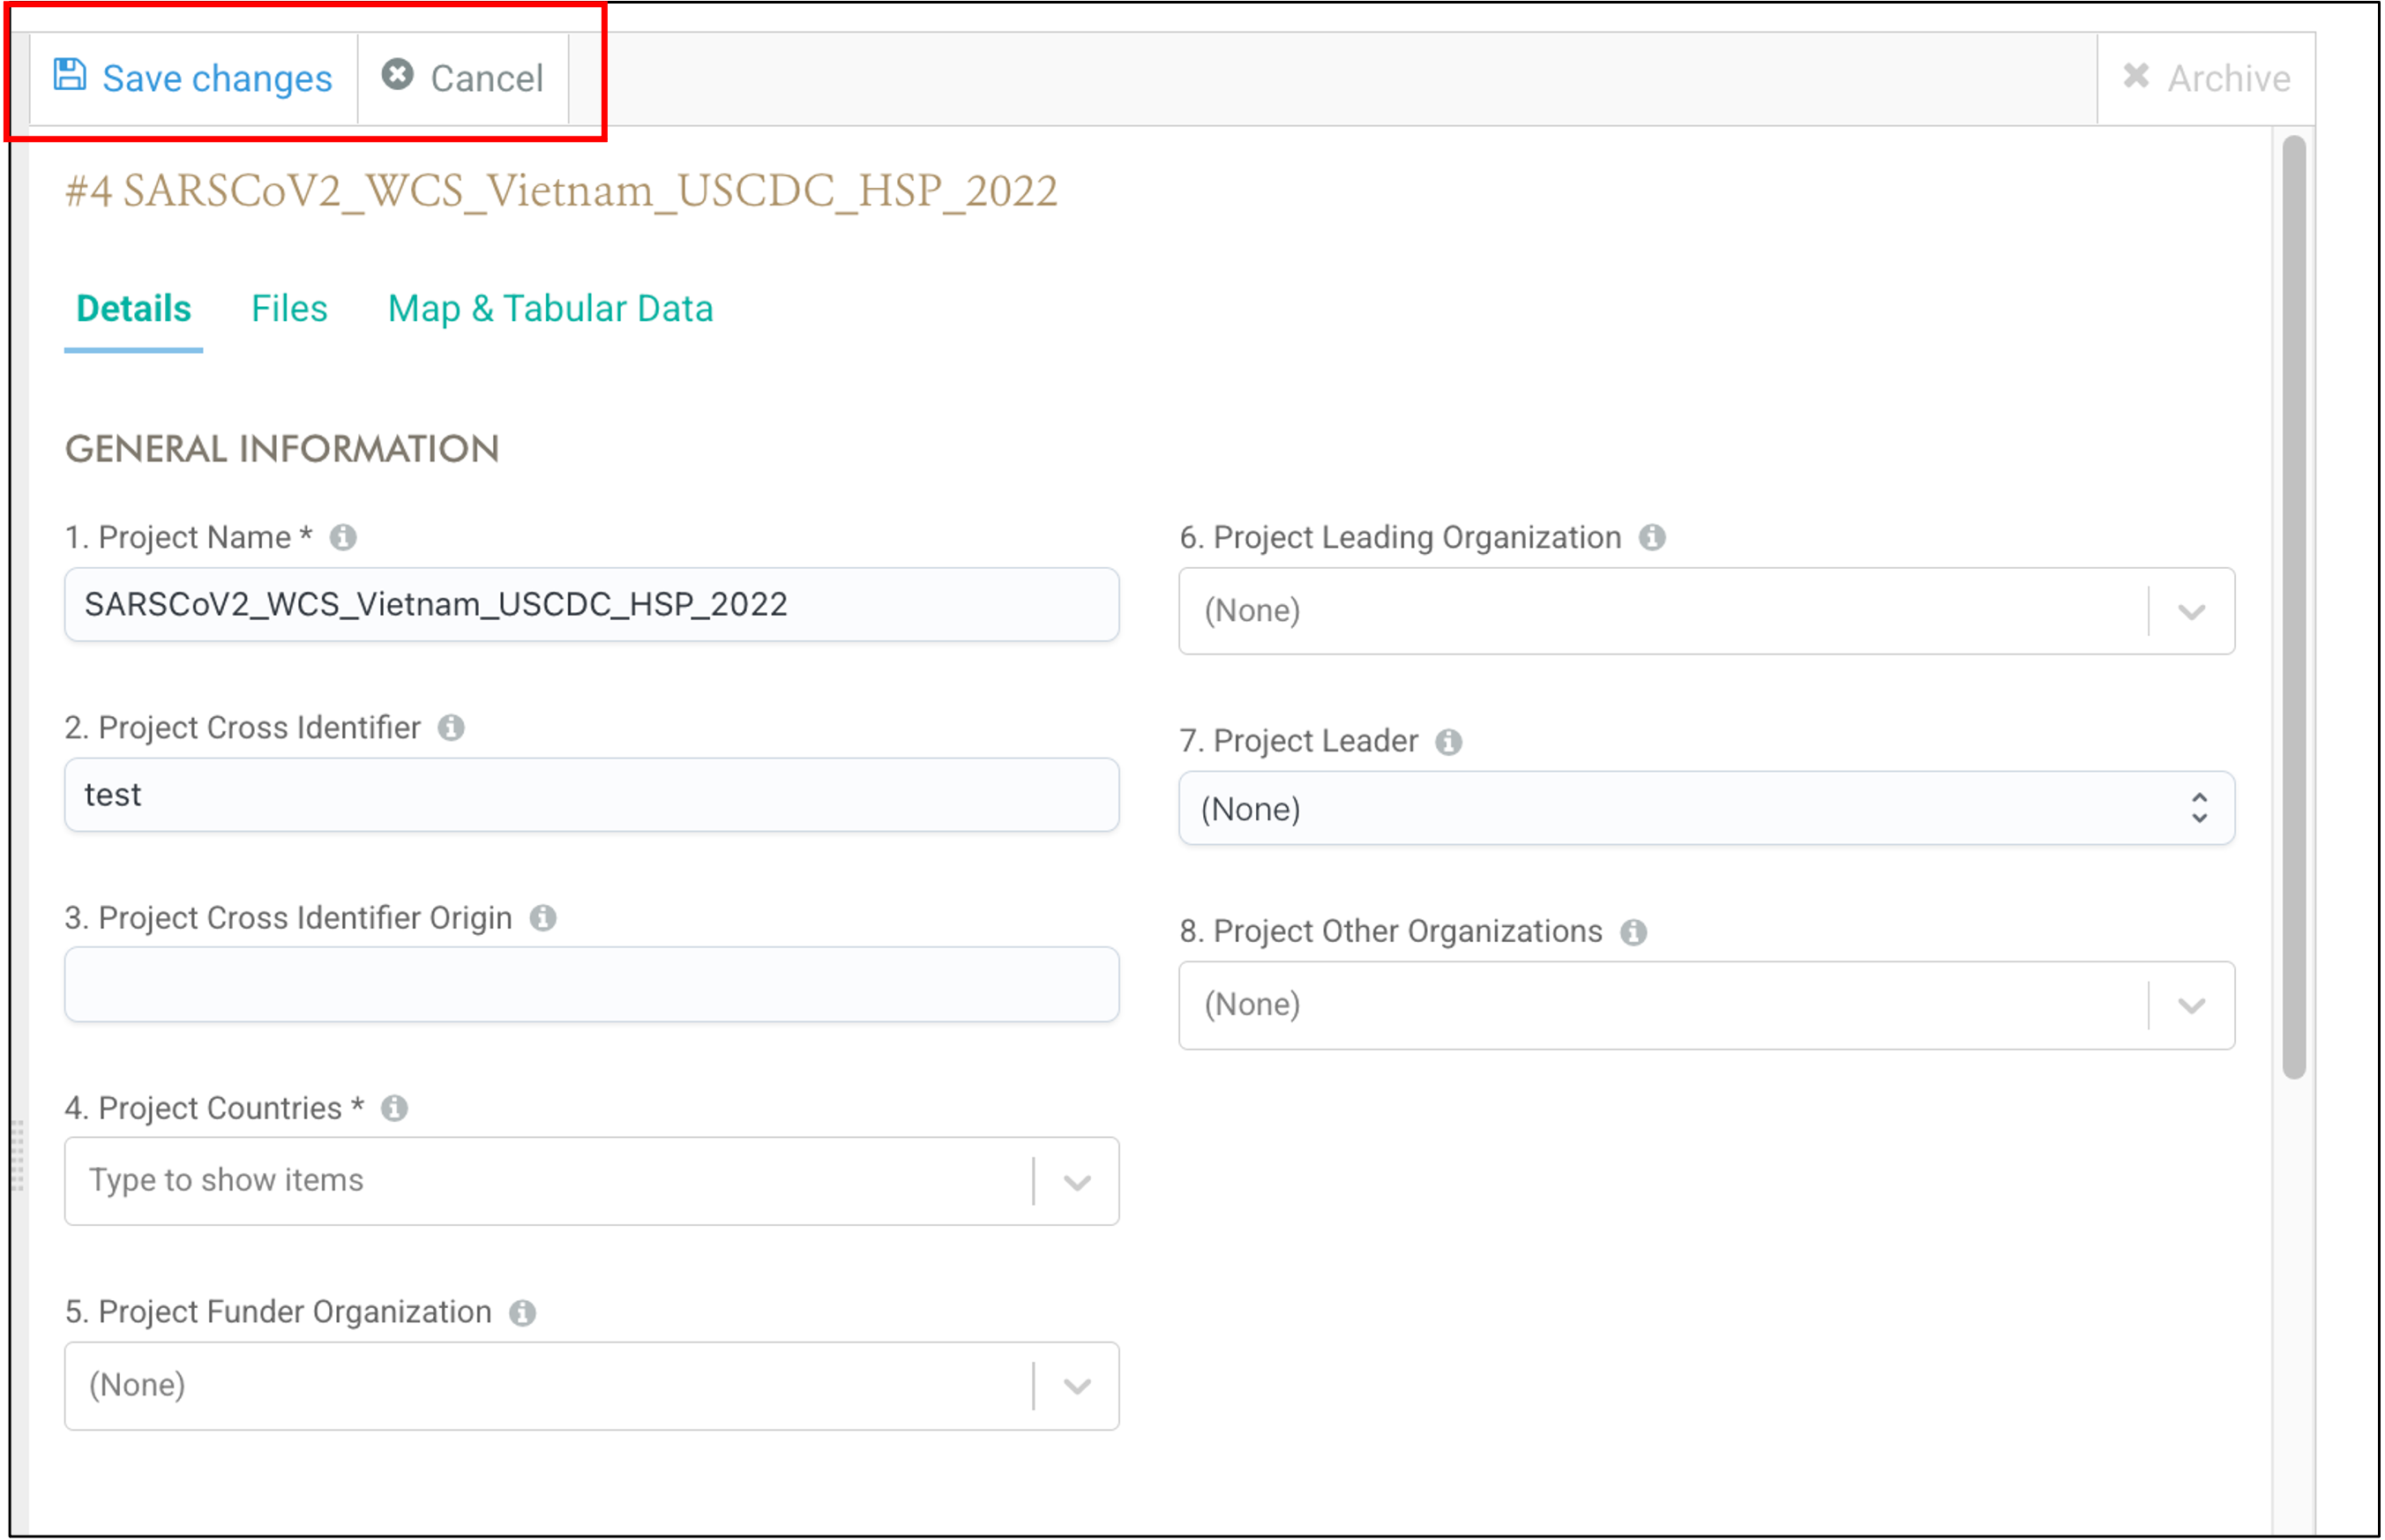 Save changes Cancel Archive
#4 SARSCoV2_WCS_Vietnam_USCDC_HSP_2022
Details Files Map & Tabular Data
GENERAL INFORMATION
1. Project Name *
SARSCoV2_WCS_Vietnam_USCDC_HSP_2022
2. Project Cross Identifier
test
3. Project Cross Identifier Origin
4. Project Countries *
Type to show items
5. Project Funder Organization
(None)
6. Project Leading Organization
(None)
7. Project Leader
(None)
8. Project Other Organizations
(None)